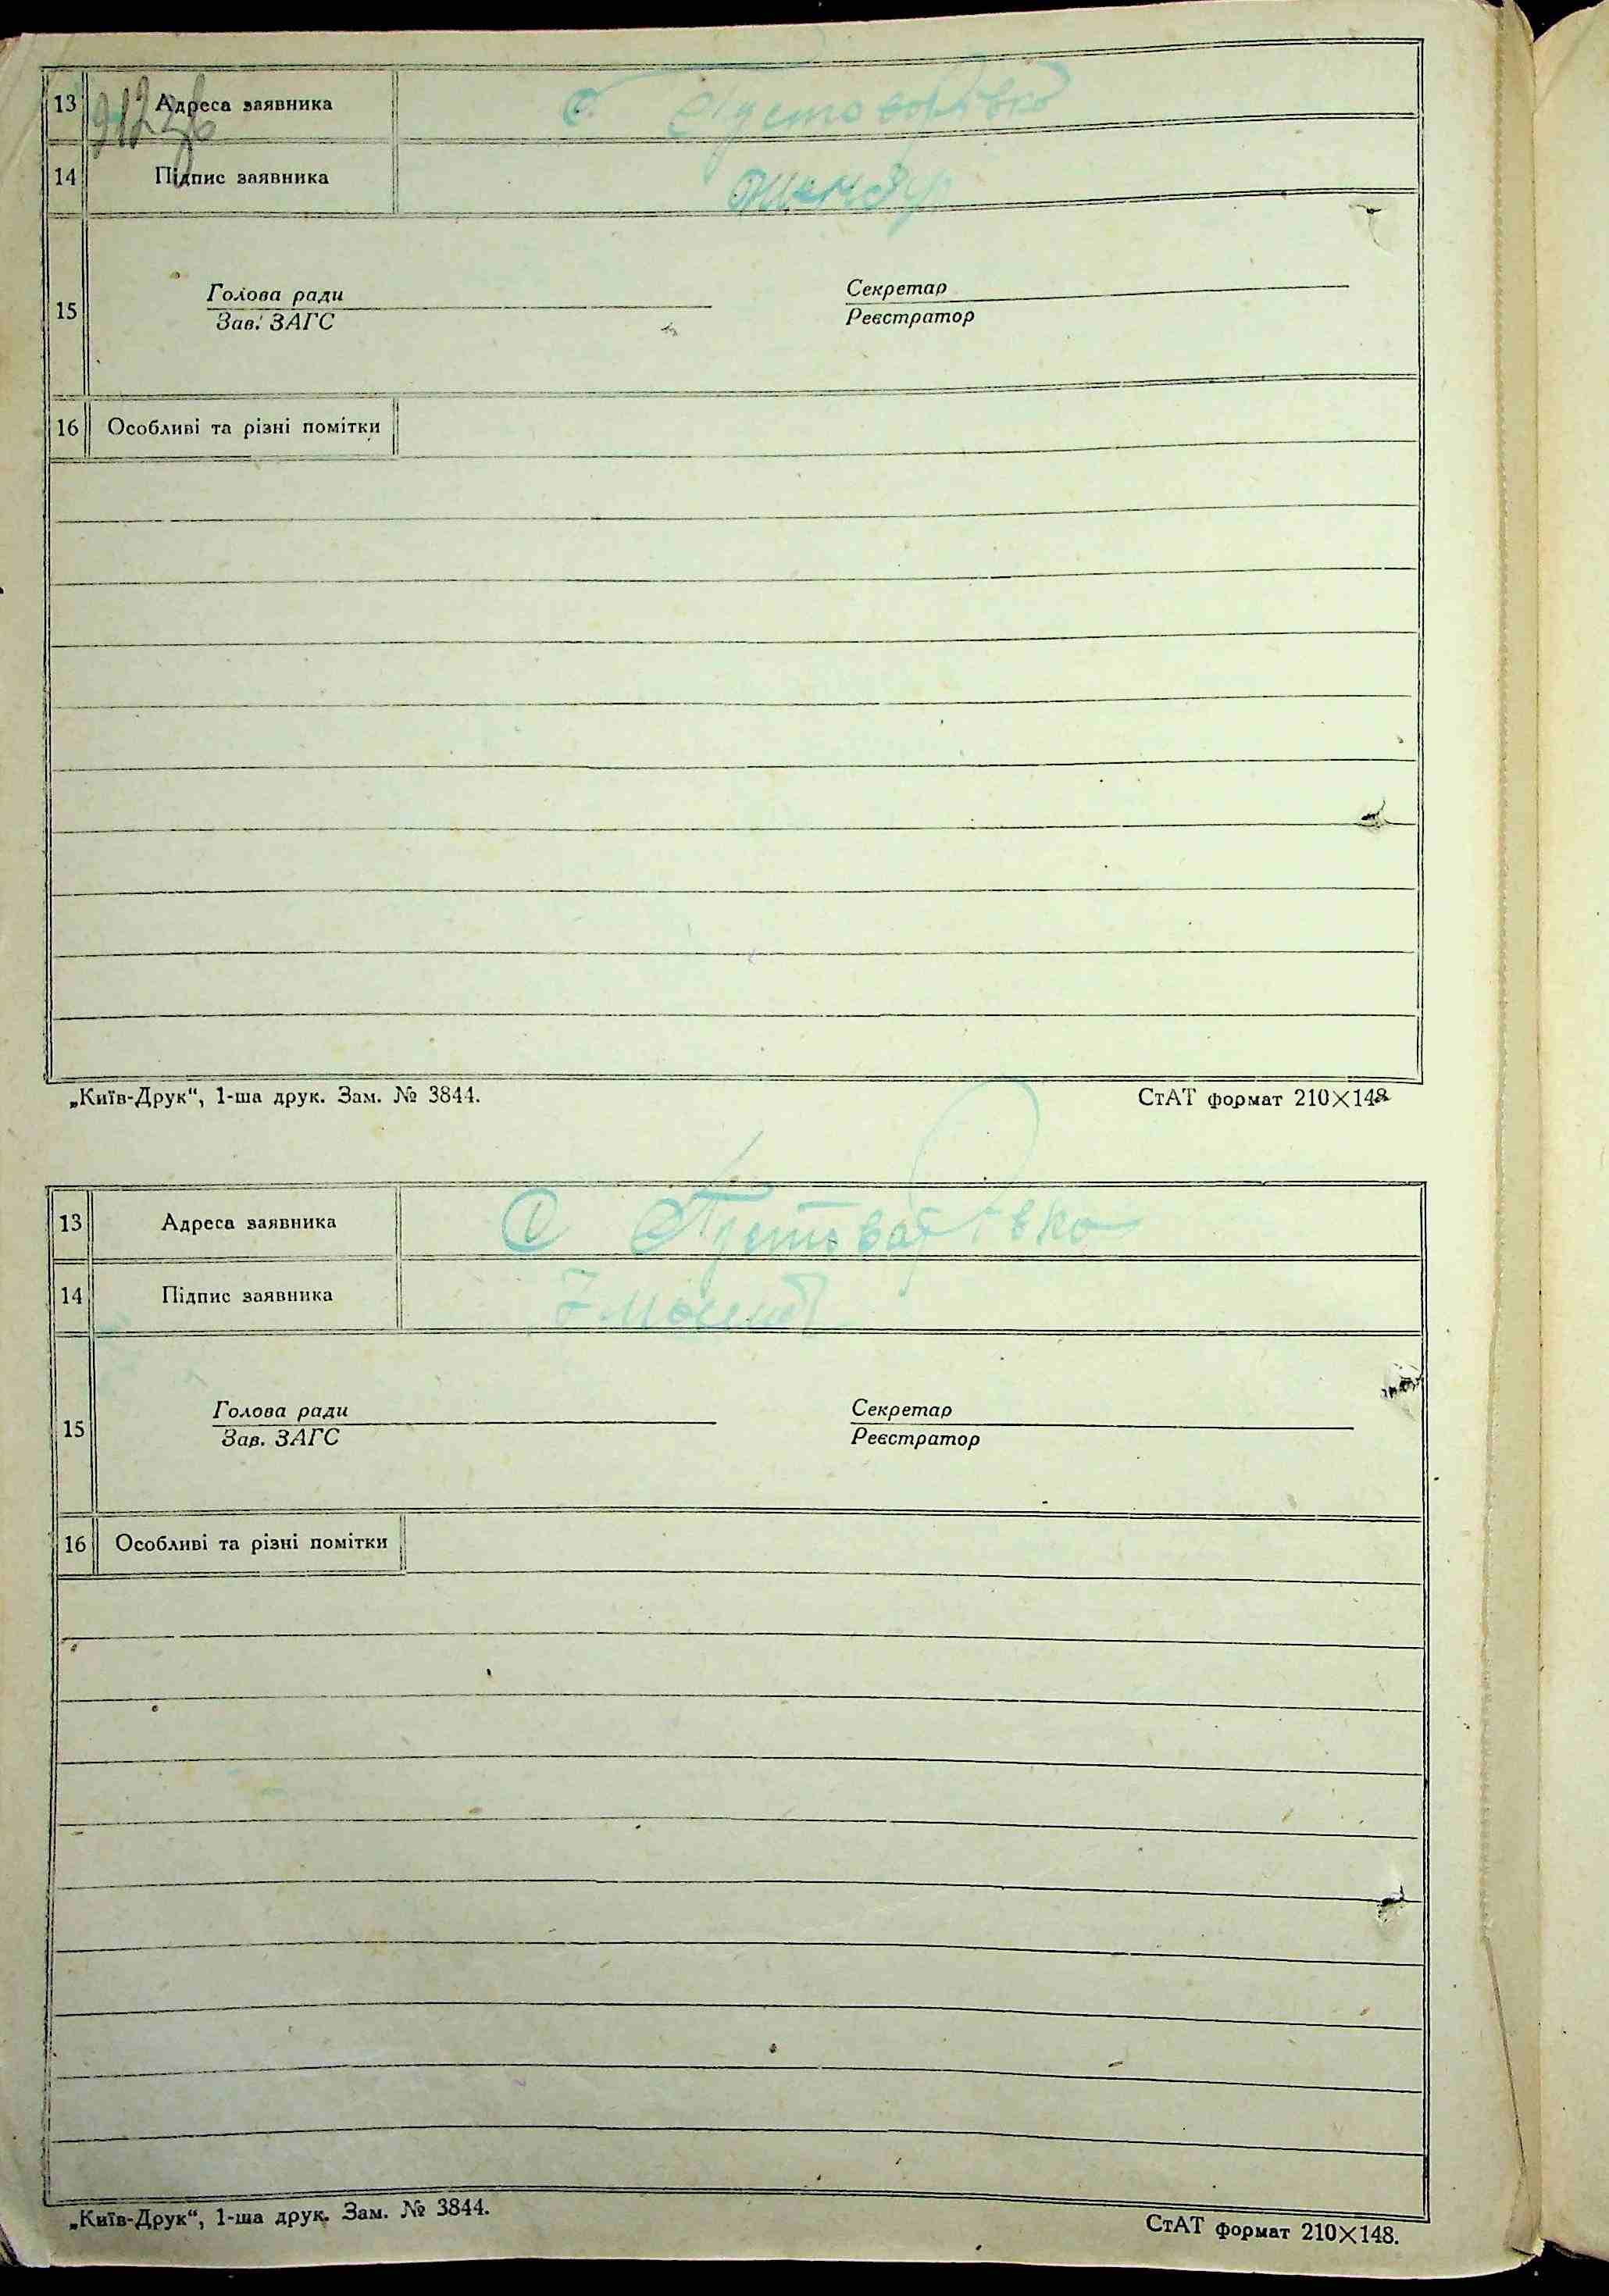 13 Адреса заявника с. Пустоварівка
14 Підпис заявника
15 Голова ради Секретар
Зав. ЗАГС Реєстратор
16 Особливі та різні помітки
„Київ-Друк“, 1-ша друк. Зам. № 3844. СтАТ формат 210×148
13 Адреса заявника с Пустоварівка
14 Підпис заявника
15 Голова ради Секретар
Зав. ЗАГС Реєстратор
16 Особливі та різні помітки
„Київ-Друк“, 1-ша друк. Зам. № 3844. СтАТ формат 210×148.